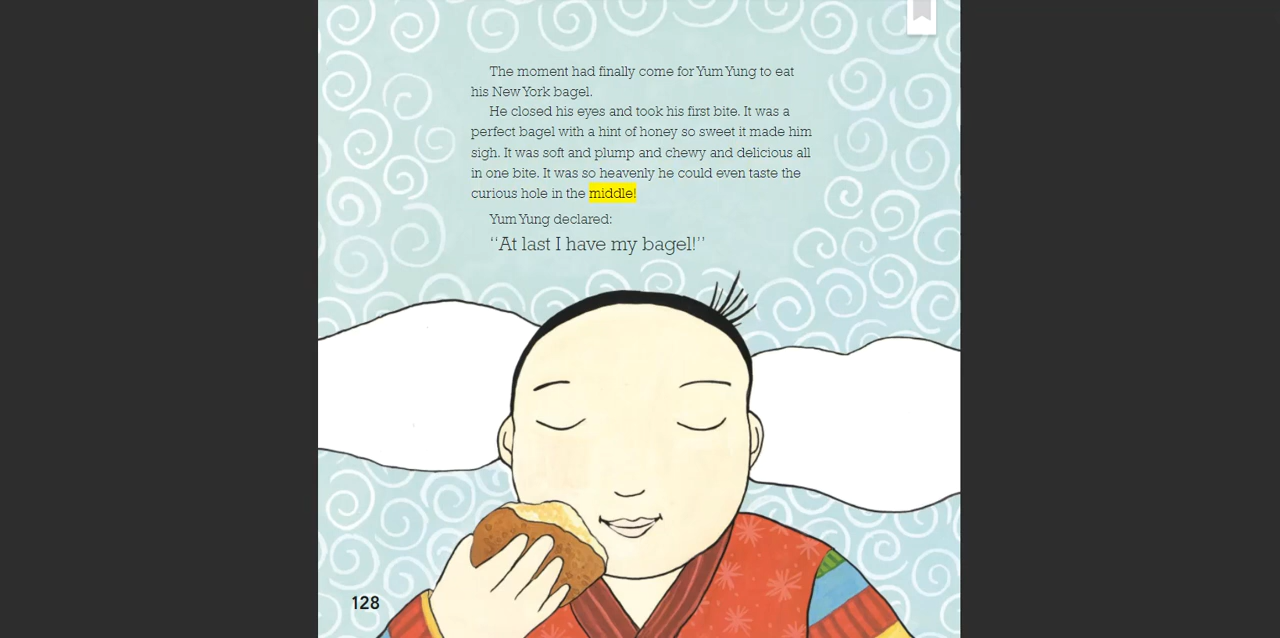 The moment had finally come for Yum Yung to eat
his New York bagel.
He closed his eyes and took his first bite. It was a
perfect bagel with a hint of honey so sweet it made him
sigh. It was soft and plump and chewy and delicious all
in one bite. It was so heavenly he could even taste the
curious hole in the middle!
Yum Yung declared:
“At last I have my bagel!”
128